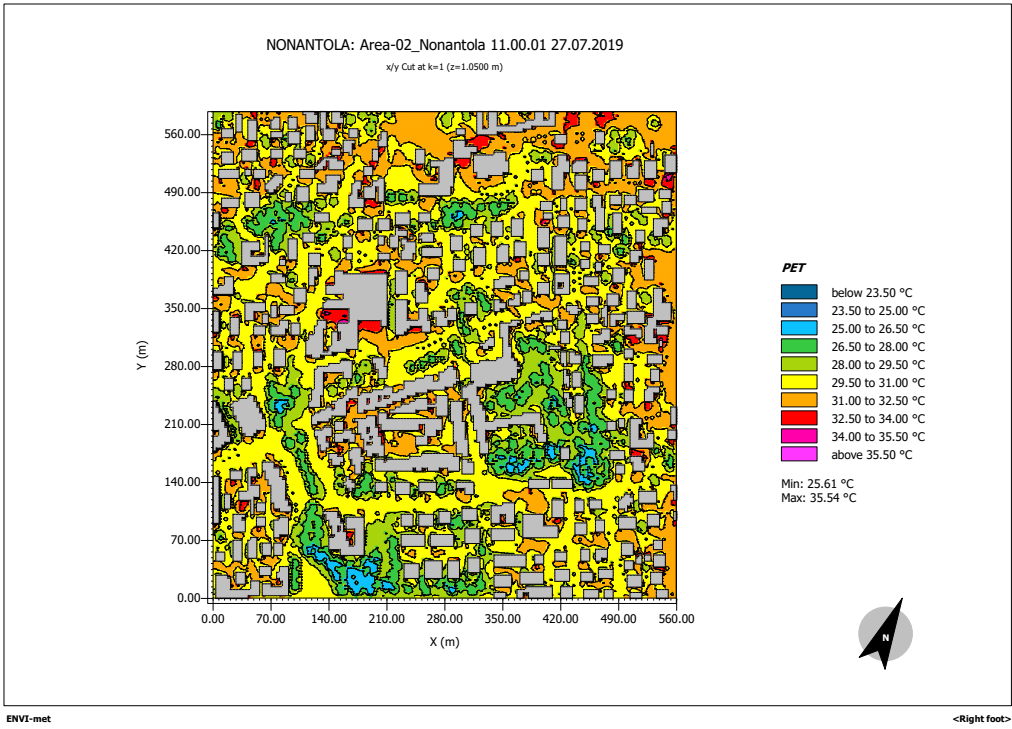 NONANTOLA: Area-02_Nonantola 11.00.01 27.07.2019
x/y Cut at k=1 (z=1.0500 m)
560.00
490.00
420.00
350.00
280.00
210.00
140.00
70.00
0.00
Y (m)
0.00 70.00 140.00 210.00 280.00 350.00 420.00 490.00 560.00
X (m)
PET
below 23.50 °C
23.50 to 25.00 °C
25.00 to 26.50 °C
26.50 to 28.00 °C
28.00 to 29.50 °C
29.50 to 31.00 °C
31.00 to 32.50 °C
32.50 to 34.00 °C
34.00 to 35.50 °C
above 35.50 °C
Min: 25.61 °C
Max: 35.54 °C
N
ENVI-met
<Right foot>